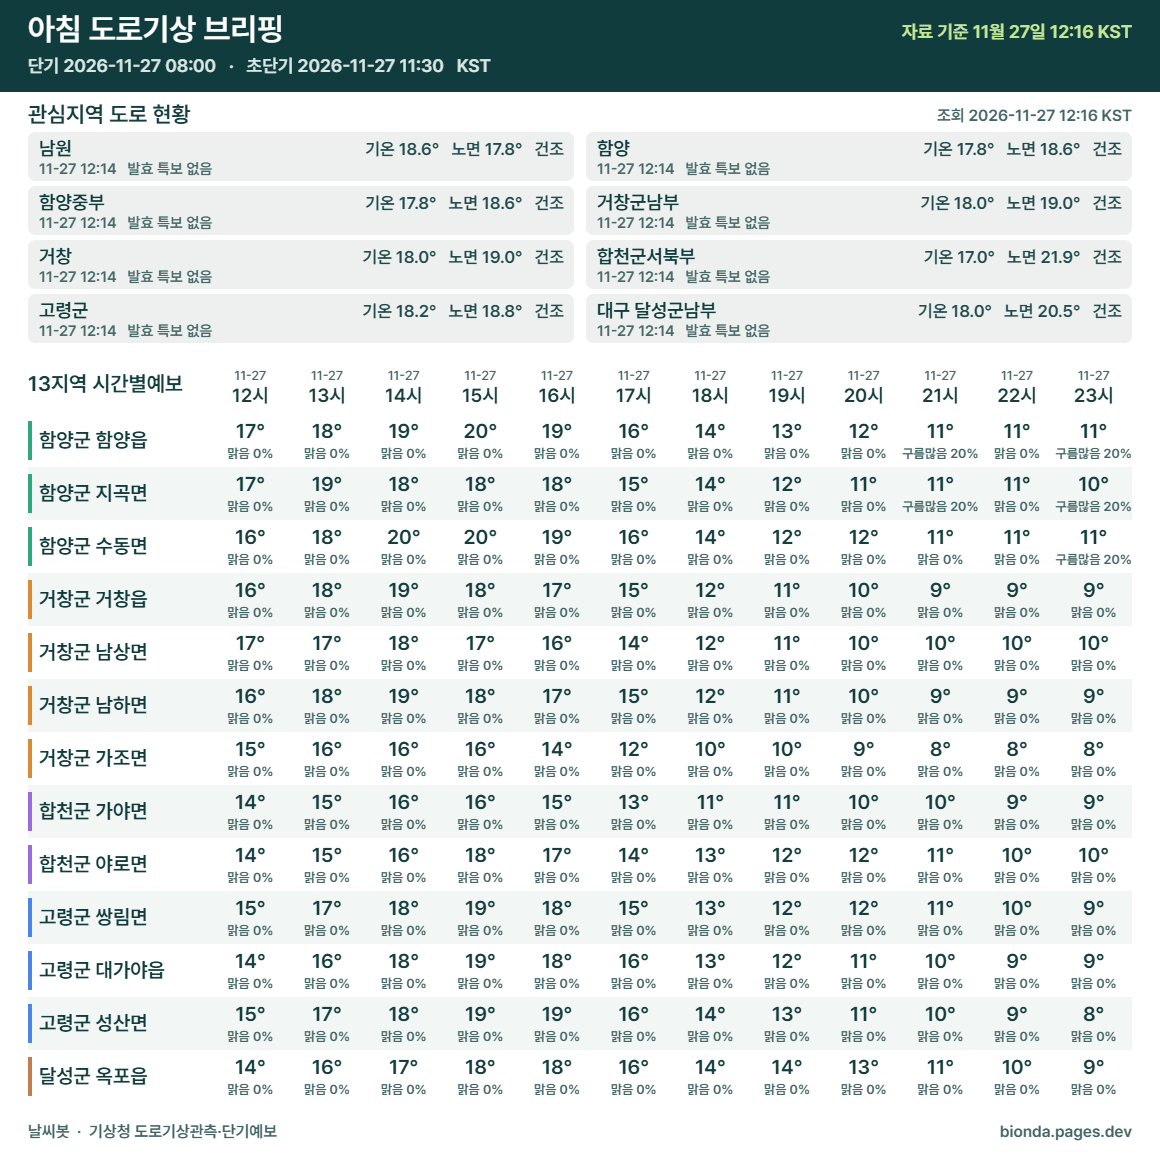 아침 도로기상 브리핑
자료 기준 11월 27일 12:16 KST
단기 2026-11-27 08:00 · 초단기 2026-11-27 11:30 KST
관심지역 도로 현황
조회 2026-11-27 12:16 KST
남원 기온 18.6° 노면 17.8° 건조
11-27 12:14 발효 특보 없음
함양 기온 17.8° 노면 18.6° 건조
11-27 12:14 발효 특보 없음
함양중부 기온 17.8° 노면 18.6° 건조
11-27 12:14 발효 특보 없음
거창군남부 기온 18.0° 노면 19.0° 건조
11-27 12:14 발효 특보 없음
거창 기온 18.0° 노면 19.0° 건조
11-27 12:14 발효 특보 없음
합천군서북부 기온 17.0° 노면 21.9° 건조
11-27 12:14 발효 특보 없음
고령군 기온 18.2° 노면 18.8° 건조
11-27 12:14 발효 특보 없음
대구 달성군남부 기온 18.0° 노면 20.5° 건조
11-27 12:14 발효 특보 없음
13지역 시간별예보
11-27 11-27 11-27 11-27 11-27 11-27 11-27 11-27 11-27 11-27 11-27 11-27
12시 13시 14시 15시 16시 17시 18시 19시 20시 21시 22시 23시
함양군 함양읍
17° 18° 19° 20° 19° 16° 14° 13° 12° 11° 11° 11°
맑음 0% 맑음 0% 맑음 0% 맑음 0% 맑음 0% 맑음 0% 맑음 0% 맑음 0% 맑음 0% 구름많음 20% 맑음 0% 구름많음 20%
함양군 지곡면
17° 19° 18° 18° 18° 15° 14° 12° 11° 11° 11° 10°
맑음 0% 맑음 0% 맑음 0% 맑음 0% 맑음 0% 맑음 0% 맑음 0% 맑음 0% 맑음 0% 구름많음 20% 맑음 0% 구름많음 20%
함양군 수동면
16° 18° 20° 20° 19° 16° 14° 12° 12° 11° 11° 11°
맑음 0% 맑음 0% 맑음 0% 맑음 0% 맑음 0% 맑음 0% 맑음 0% 맑음 0% 맑음 0% 맑음 0% 맑음 0% 구름많음 20%
거창군 거창읍
16° 18° 19° 18° 17° 15° 12° 11° 10° 9° 9° 9°
맑음 0% 맑음 0% 맑음 0% 맑음 0% 맑음 0% 맑음 0% 맑음 0% 맑음 0% 맑음 0% 맑음 0% 맑음 0% 맑음 0%
거창군 남상면
17° 17° 18° 17° 16° 14° 12° 11° 10° 10° 10° 10°
맑음 0% 맑음 0% 맑음 0% 맑음 0% 맑음 0% 맑음 0% 맑음 0% 맑음 0% 맑음 0% 맑음 0% 맑음 0% 맑음 0%
거창군 남하면
16° 18° 19° 18° 17° 15° 12° 11° 10° 9° 9° 9°
맑음 0% 맑음 0% 맑음 0% 맑음 0% 맑음 0% 맑음 0% 맑음 0% 맑음 0% 맑음 0% 맑음 0% 맑음 0% 맑음 0%
거창군 가조면
15° 16° 16° 16° 14° 12° 10° 10° 9° 8° 8° 8°
맑음 0% 맑음 0% 맑음 0% 맑음 0% 맑음 0% 맑음 0% 맑음 0% 맑음 0% 맑음 0% 맑음 0% 맑음 0% 맑음 0%
합천군 가야면
14° 15° 16° 16° 15° 13° 11° 11° 10° 10° 9° 9°
맑음 0% 맑음 0% 맑음 0% 맑음 0% 맑음 0% 맑음 0% 맑음 0% 맑음 0% 맑음 0% 맑음 0% 맑음 0% 맑음 0%
합천군 야로면
14° 15° 16° 18° 17° 14° 13° 12° 12° 11° 10° 10°
맑음 0% 맑음 0% 맑음 0% 맑음 0% 맑음 0% 맑음 0% 맑음 0% 맑음 0% 맑음 0% 맑음 0% 맑음 0% 맑음 0%
고령군 쌍림면
15° 17° 18° 19° 18° 15° 13° 12° 12° 11° 10° 9°
맑음 0% 맑음 0% 맑음 0% 맑음 0% 맑음 0% 맑음 0% 맑음 0% 맑음 0% 맑음 0% 맑음 0% 맑음 0% 맑음 0%
고령군 대가야읍
14° 16° 18° 19° 18° 16° 13° 12° 11° 10° 9° 9°
맑음 0% 맑음 0% 맑음 0% 맑음 0% 맑음 0% 맑음 0% 맑음 0% 맑음 0% 맑음 0% 맑음 0% 맑음 0% 맑음 0%
고령군 성산면
15° 17° 18° 19° 19° 16° 14° 13° 11° 10° 9° 8°
맑음 0% 맑음 0% 맑음 0% 맑음 0% 맑음 0% 맑음 0% 맑음 0% 맑음 0% 맑음 0% 맑음 0% 맑음 0% 맑음 0%
달성군 옥포읍
14° 16° 17° 18° 18° 16° 14° 14° 13° 11° 10° 9°
맑음 0% 맑음 0% 맑음 0% 맑음 0% 맑음 0% 맑음 0% 맑음 0% 맑음 0% 맑음 0% 맑음 0% 맑음 0% 맑음 0%
날씨봇 · 기상청 도로기상관측·단기예보
bionda.pages.dev